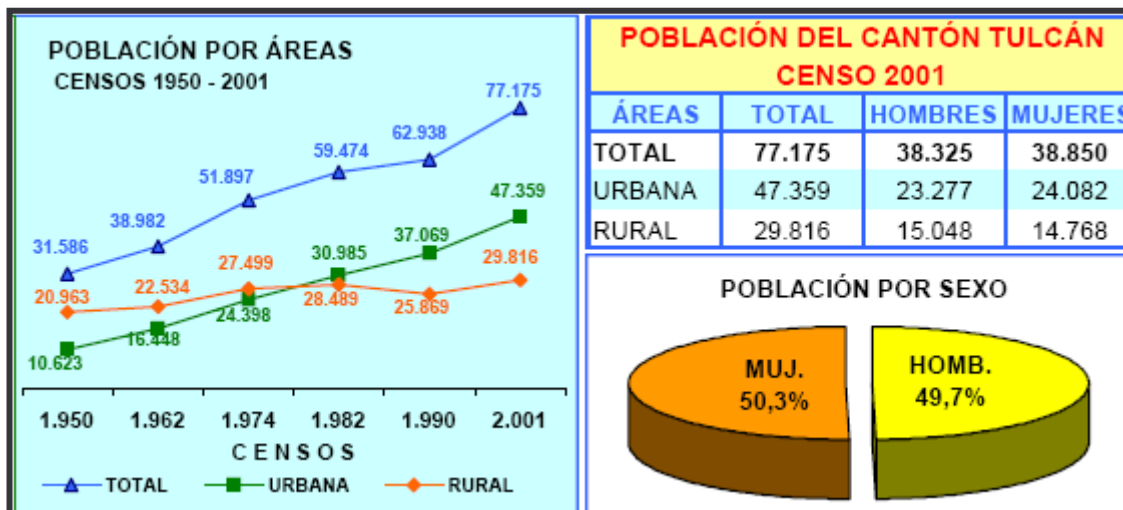 POBLACIÓN POR ÁREAS
CENSOS 1950 - 2001
77.175
62.938
59.474
51.897
47.359
38.982
37.069
31.586
30.985
29.816
27.499
22.534
20.963
28.489
25.869
24.398
16.448
10.623
1.950 1.962 1.974 1.982 1.990 2.001
C E N S O S
TOTAL URBANA RURAL
POBLACIÓN DEL CANTÓN TULCÁN
CENSO 2001
ÁREAS TOTAL HOMBRES MUJERES
TOTAL 77.175 38.325 38.850
URBANA 47.359 23.277 24.082
RURAL 29.816 15.048 14.768
POBLACIÓN POR SEXO
MUJ.
50,3%
HOMB.
49,7%